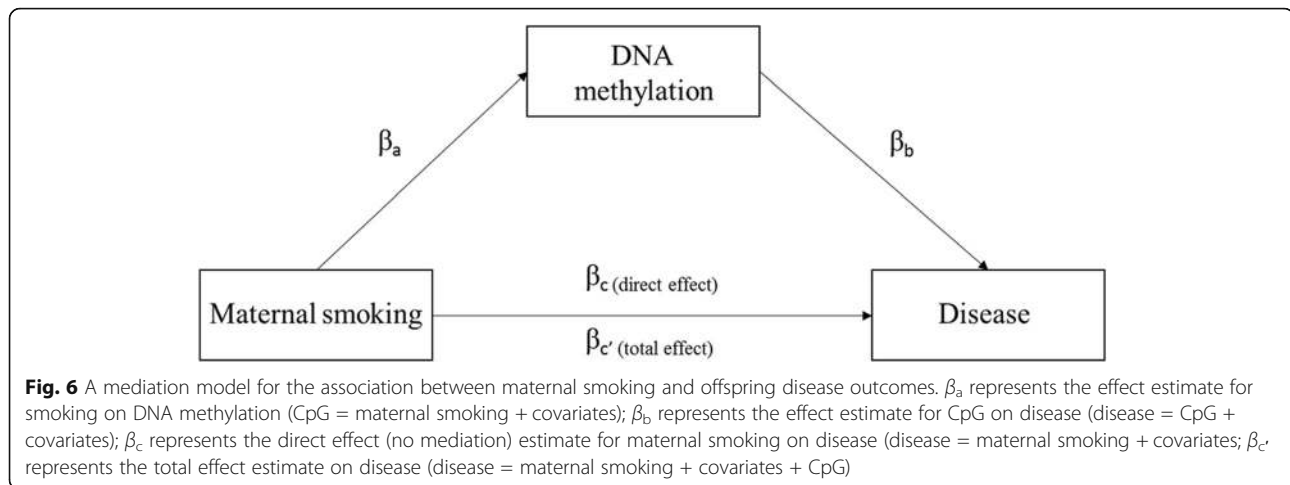 DNA
methylation
βa
βb
βc (direct effect)
Maternal smoking
Disease
βc' (total effect)
Fig. 6 A mediation model for the association between maternal smoking and offspring disease outcomes. βa represents the effect estimate for
smoking on DNA methylation (CpG = maternal smoking + covariates); βb represents the effect estimate for CpG on disease (disease = CpG +
covariates); βc represents the direct effect (no mediation) estimate for maternal smoking on disease (disease = maternal smoking + covariates; βc'
represents the total effect estimate on disease (disease = maternal smoking + covariates + CpG)